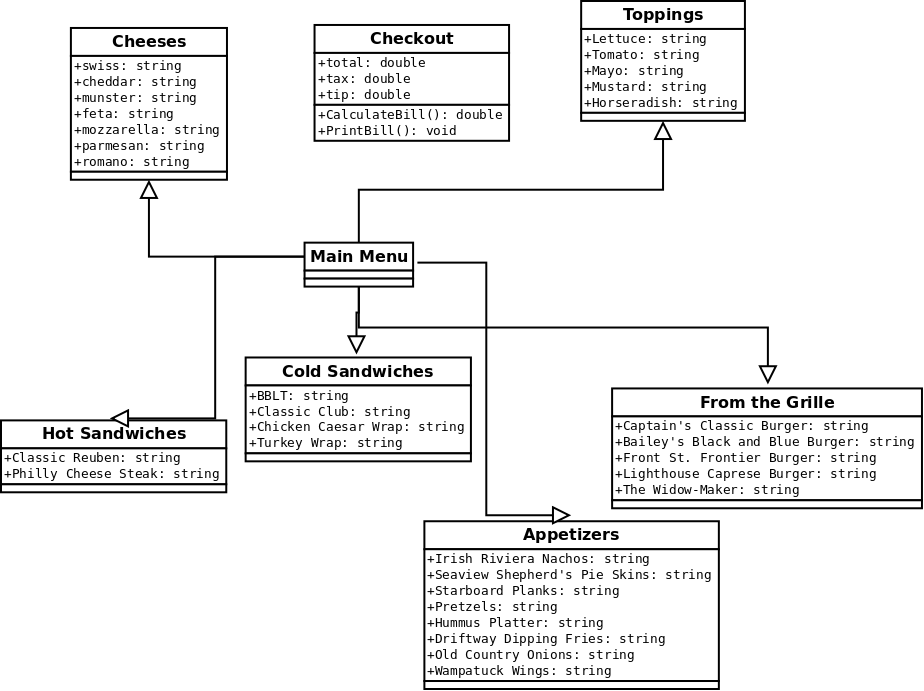 Cheeses
+swiss: string
+cheddar: string
+munster: string
+feta: string
+mozzarella: string
+parmesan: string
+romano: string
Checkout
+total: double
+tax: double
+tip: double
+CalculateBill(): double
+PrintBill(): void
Toppings
+Lettuce: string
+Tomato: string
+Mayo: string
+Mustard: string
+Horseradish: string
Main Menu
Hot Sandwiches
+Classic Reuben: string
+Philly Cheese Steak: string
Cold Sandwiches
+BBLT: string
+Classic Club: string
+Chicken Caesar Wrap: string
+Turkey Wrap: string
From the Grille
+Captain's Classic Burger: string
+Bailey's Black and Blue Burger: string
+Front St. Frontier Burger: string
+Lighthouse Caprese Burger: string
+The Widow-Maker: string
Appetizers
+Irish Riviera Nachos: string
+Seaview Shepherd's Pie Skins: string
+Starboard Planks: string
+Pretzels: string
+Hummus Platter: string
+Driftway Dipping Fries: string
+Old Country Onions: string
+Wampatuck Wings: string